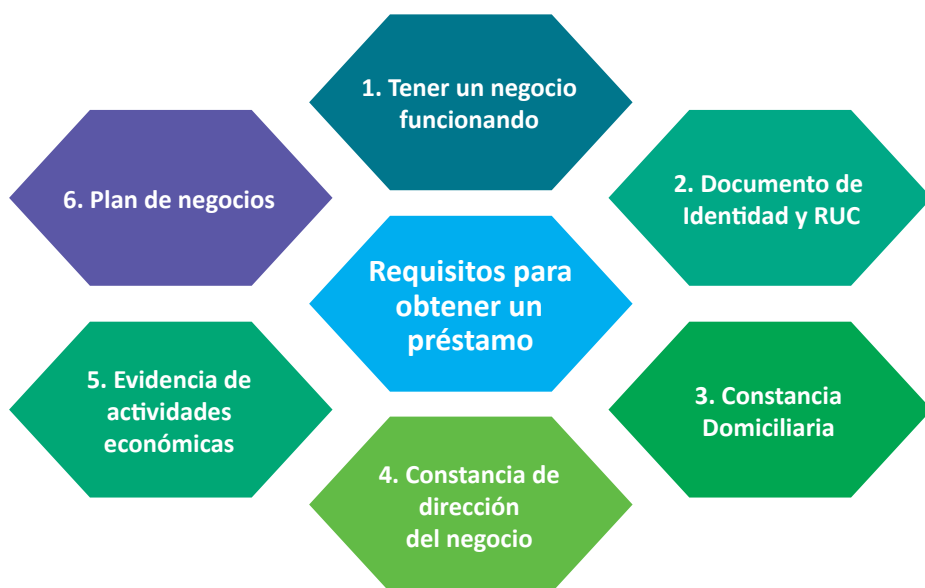 Requisitos para
obtener un
préstamo
1. Tener un negocio
funcionando
2. Documento de
Identidad y RUC
3. Constancia
Domiciliaria
4. Constancia de
dirección
del negocio
5. Evidencia de
actividades
económicas
6. Plan de negocios